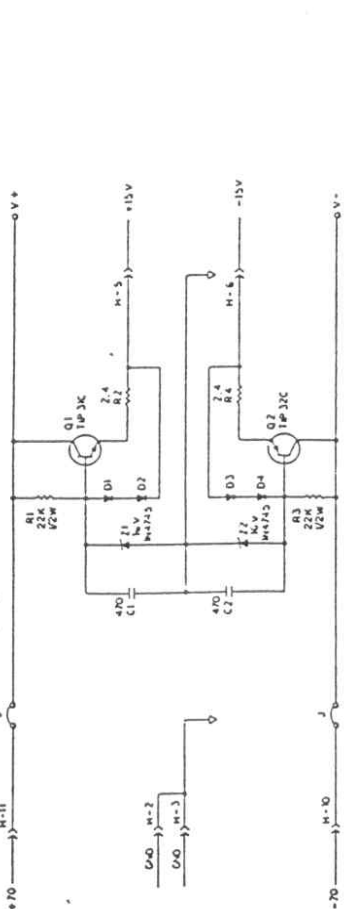 +70
H-11
V+
R1
22K
1/2W
Q1
TIP 31C
2.4
R2
H-5
+15V
D1
D2
Z1
16V
IN4745
470
C1
GND
H-2
GND
H-3
470
C2
Z2
16V
IN4745
D3
D4
2.4
R4
H-6
-15V
Q2
TIP 32C
R3
22K
1/2W
-70
H-10
J
V-